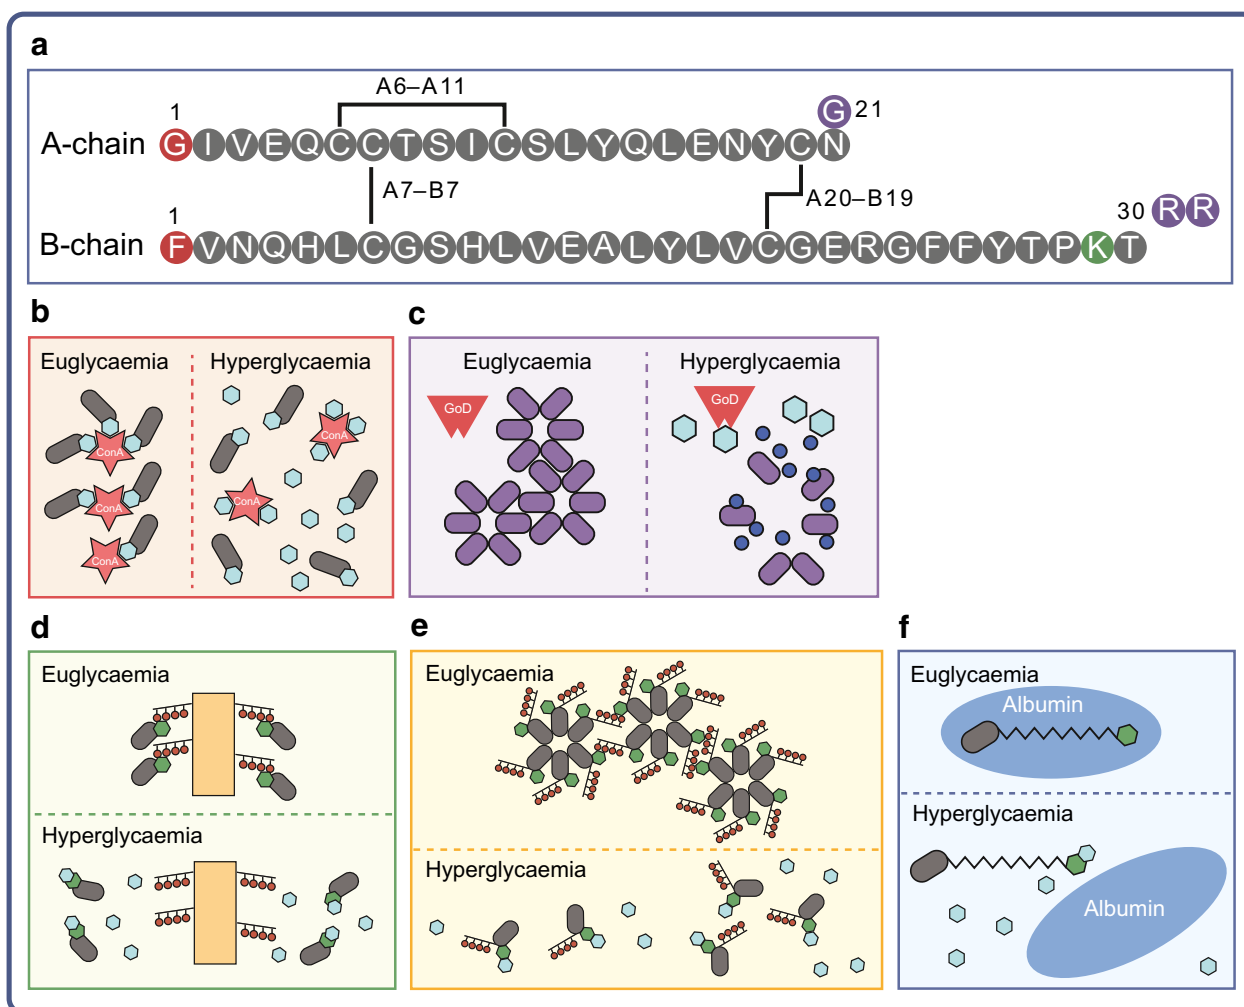 a
A6–A11
1
G 21
A-chain
GIVEQCCTSICSLYQLENYCN
A7–B7
A20–B19
1
30 RR
B-chain
FVNQHLCGSHLVEALYLVCGERGFFYTPKT
b
Euglycaemia
Hyperglycaemia
ConA
ConA
ConA
ConA
ConA
c
Euglycaemia
Hyperglycaemia
GoD
GoD
d
Euglycaemia
Hyperglycaemia
e
Euglycaemia
Hyperglycaemia
f
Euglycaemia
Albumin
Hyperglycaemia
Albumin